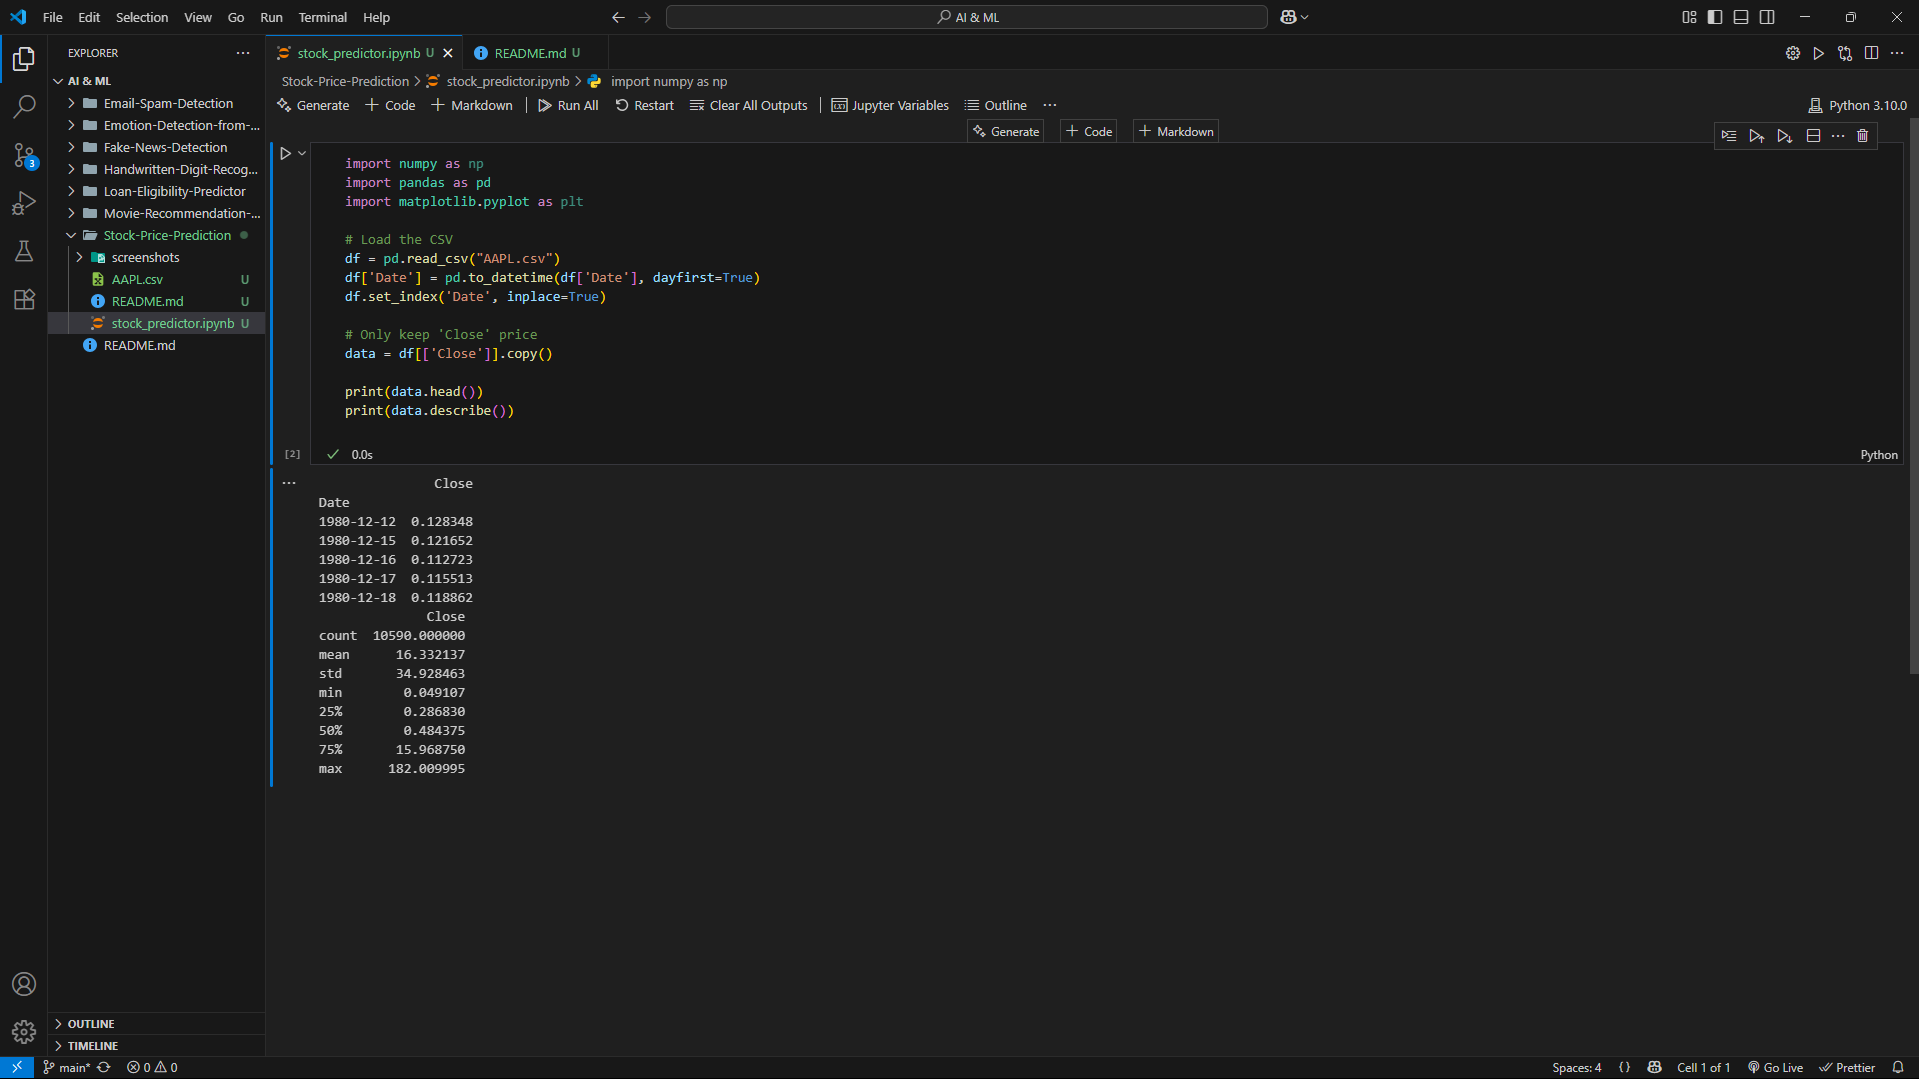 File Edit Selection View Go Run Terminal Help
AI & ML
EXPLORER
AI & ML
Email-Spam-Detection
Emotion-Detection-from-...
Fake-News-Detection
Handwritten-Digit-Recog...
Loan-Eligibility-Predictor
Movie-Recommendation-...
Stock-Price-Prediction
screenshots
AAPL.csv U
README.md U
stock_predictor.ipynb U
README.md
OUTLINE
TIMELINE
3
stock_predictor.ipynb U
README.md U
Stock-Price-Prediction > stock_predictor.ipynb > import numpy as np
Generate + Code + Markdown | Run All Restart Clear All Outputs | Jupyter Variables Outline ...
Python 3.10.0
Generate + Code + Markdown
import numpy as np
import pandas as pd
import matplotlib.pyplot as plt
# Load the CSV
df = pd.read_csv("AAPL.csv")
df['Date'] = pd.to_datetime(df['Date'], dayfirst=True)
df.set_index('Date', inplace=True)
# Only keep 'Close' price
data = df[['Close']].copy()
print(data.head())
print(data.describe())
[2] 0.0s
Python
Close
Date
1980-12-12 0.128348
1980-12-15 0.121652
1980-12-16 0.112723
1980-12-17 0.115513
1980-12-18 0.118862
Close
count 10590.000000
mean 16.332137
std 34.928463
min 0.049107
25% 0.286830
50% 0.484375
75% 15.968750
max 182.009995
main* 0 0
Spaces: 4 {} Cell 1 of 1 Go Live Prettier